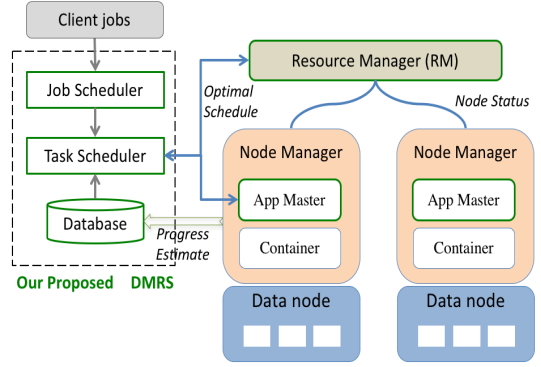 Client jobs
Job Scheduler
Task Scheduler
Database
Our Proposed DMRS
Resource Manager (RM)
Optimal
Schedule
Node Status
Progress
Estimate
Node Manager
App Master
Container
Data node
Node Manager
App Master
Container
Data node